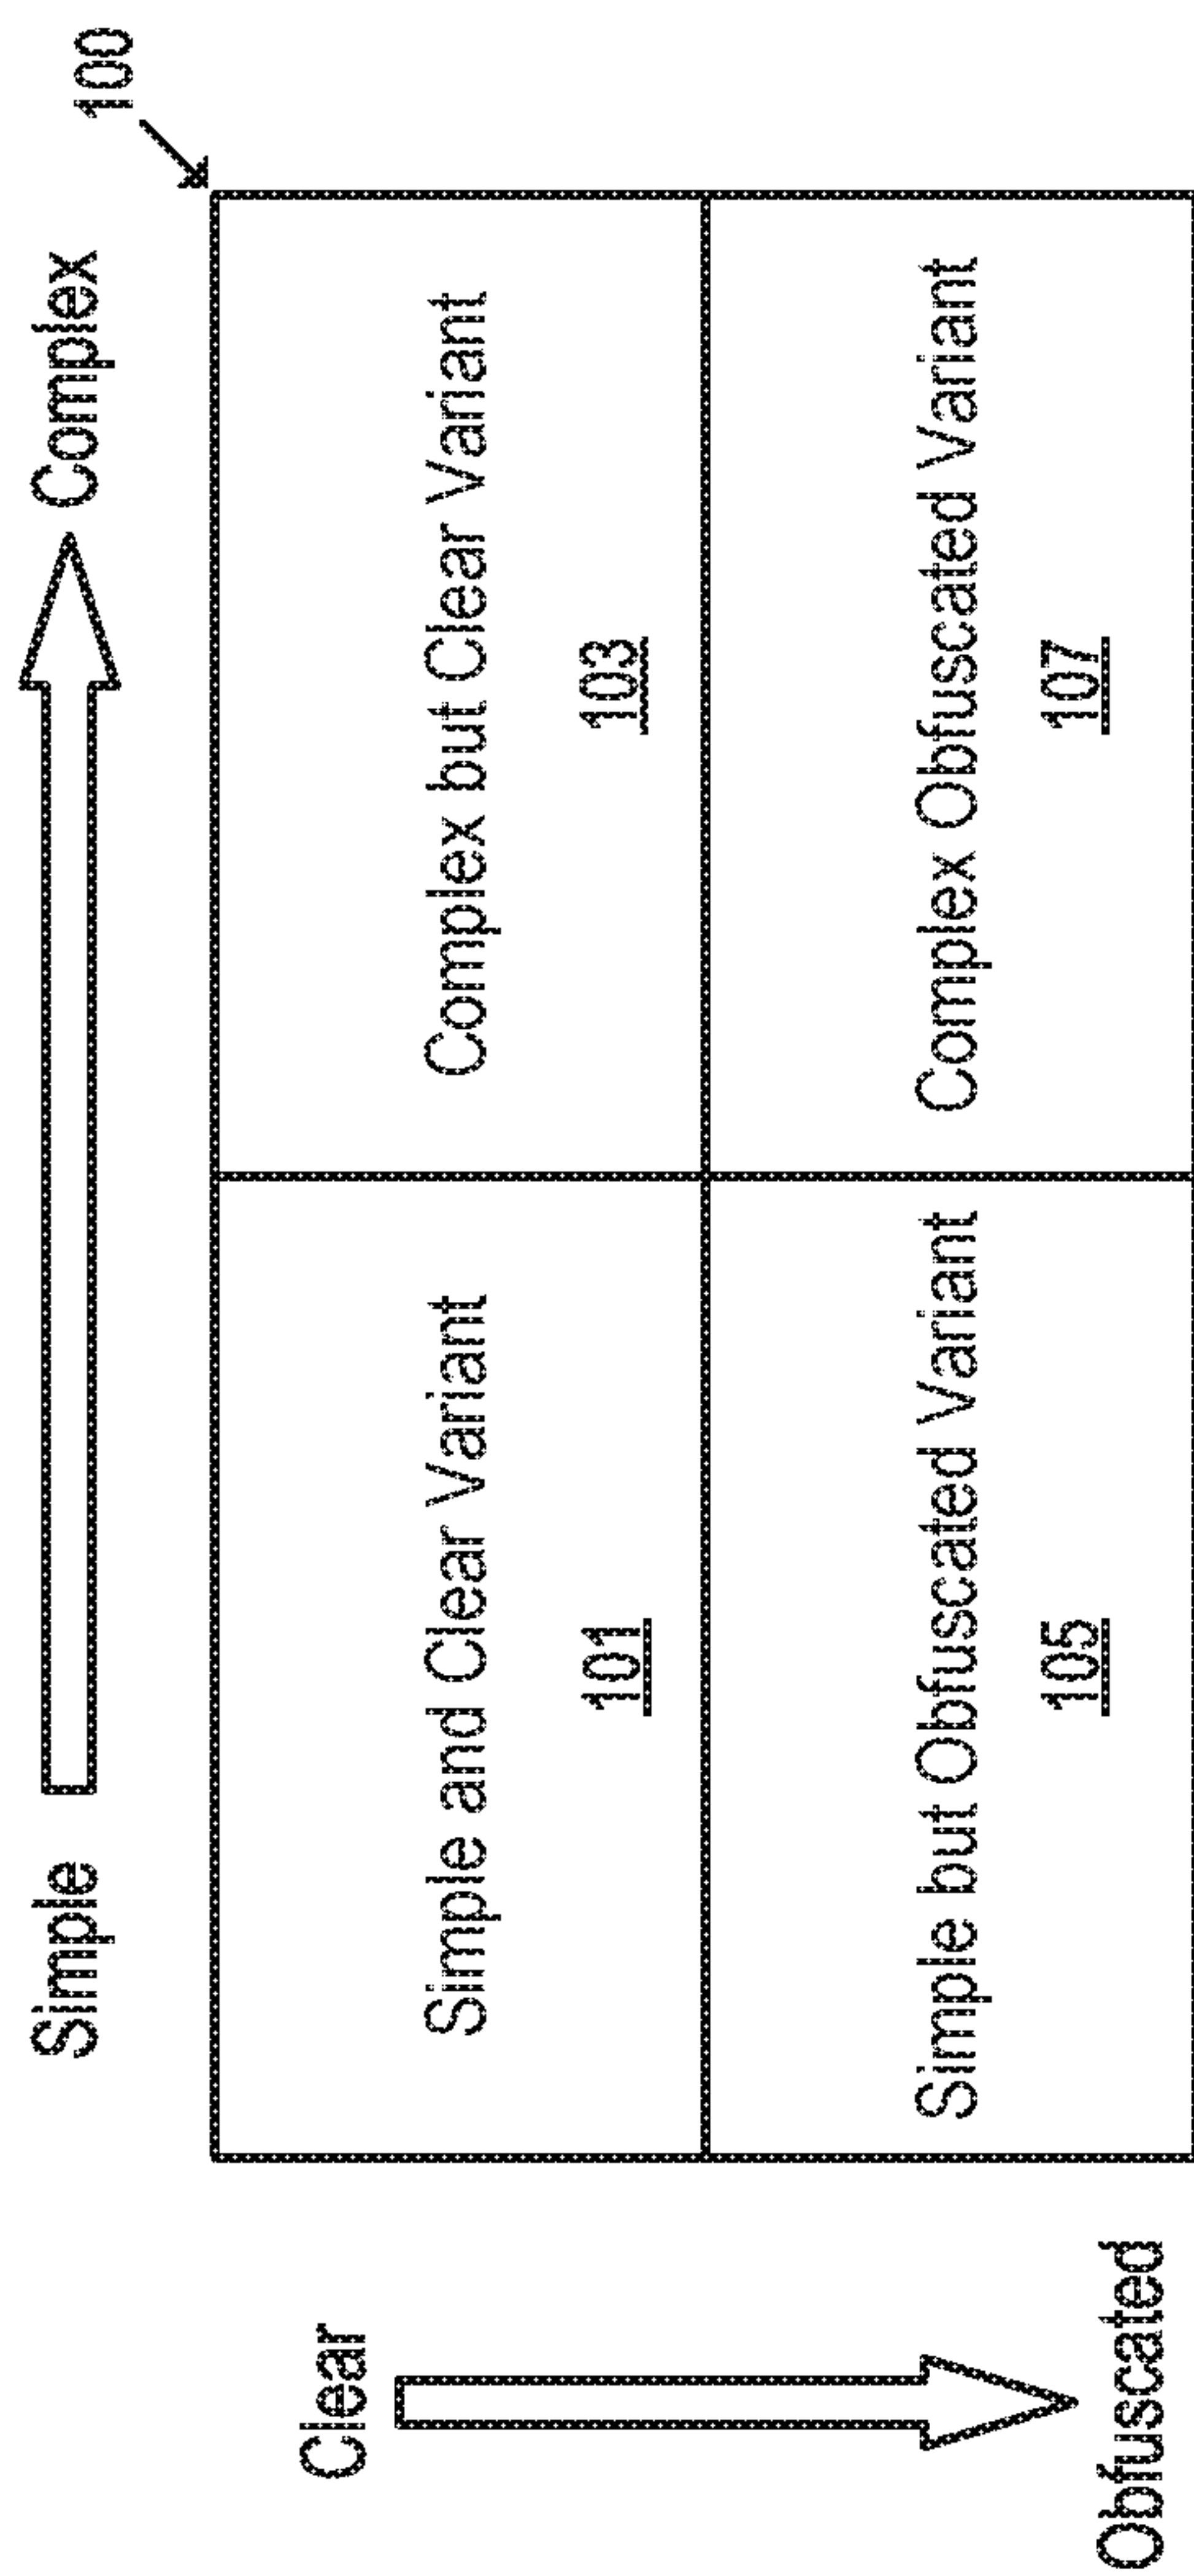 100
Simple
Complex
Clear
Obfuscated
Simple and Clear Variant
101
Complex but Clear Variant
103
Simple but Obfuscated Variant
105
Complex Obfuscated Variant
107